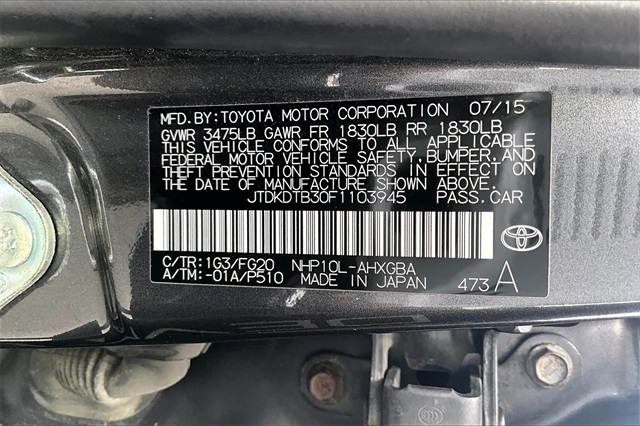 MFD.BY:TOYOTA MOTOR CORPORATION 07/15
GVWR 3475LB GAWR FR 1830LB RR 1830LB
THIS VEHICLE CONFORMS TO ALL APPLICABLE
FEDERAL MOTOR VEHICLE SAFETY, BUMPER, AND
THEFT PREVENTION STANDARDS IN EFFECT ON
THE DATE OF MANUFACTURE SHOWN ABOVE.
JTDKDTB30F1103945 PASS.CAR
C/TR:1G3/FG20 NHP10L-AHXGBA
A/TM:-01A/P510 MADE IN JAPAN 473 A